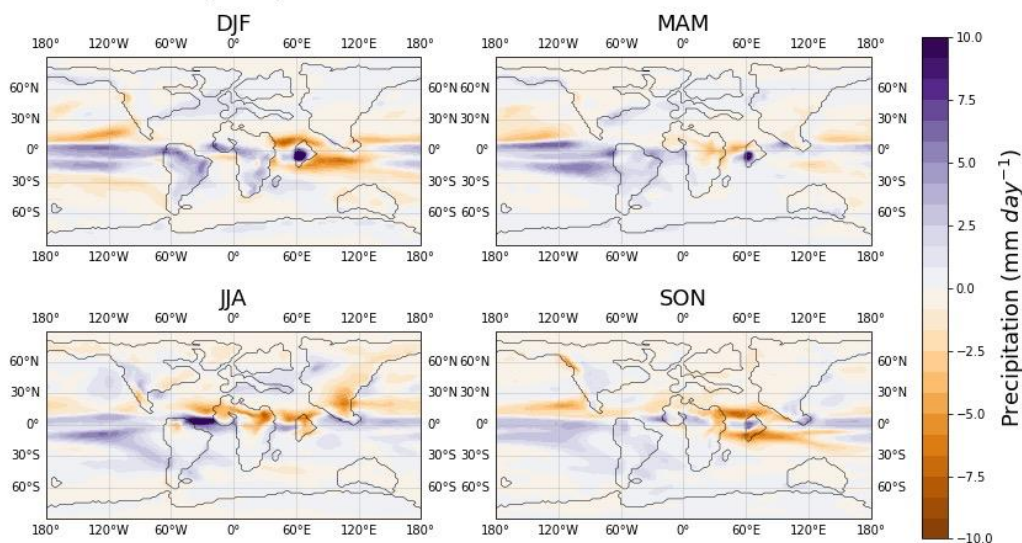 DJF MAM
180° 120°W 60°W 0° 60°E 120°E 180° 180° 120°W 60°W 0° 60°E 120°E 180°
60°N 60°N 60°N 60°N
30°N 30°N 30°N 30°N
0° 0° 0° 0°
30°S 30°S 30°S 30°S
60°S 60°S 60°S 60°S
180° 120°W 60°W 0° 60°E 120°E 180° 180° 120°W 60°W 0° 60°E 120°E 180°
JJA SON
180° 120°W 60°W 0° 60°E 120°E 180° 180° 120°W 60°W 0° 60°E 120°E 180°
60°N 60°N 60°N 60°N
30°N 30°N 30°N 30°N
0° 0° 0° 0°
30°S 30°S 30°S 30°S
60°S 60°S 60°S 60°S
180° 120°W 60°W 0° 60°E 120°E 180° 180° 120°W 60°W 0° 60°E 120°E 180°
10.0
7.5
5.0
2.5
0.0
−2.5
−5.0
−7.5
−10.0
Precipitation (mm day⁻¹)